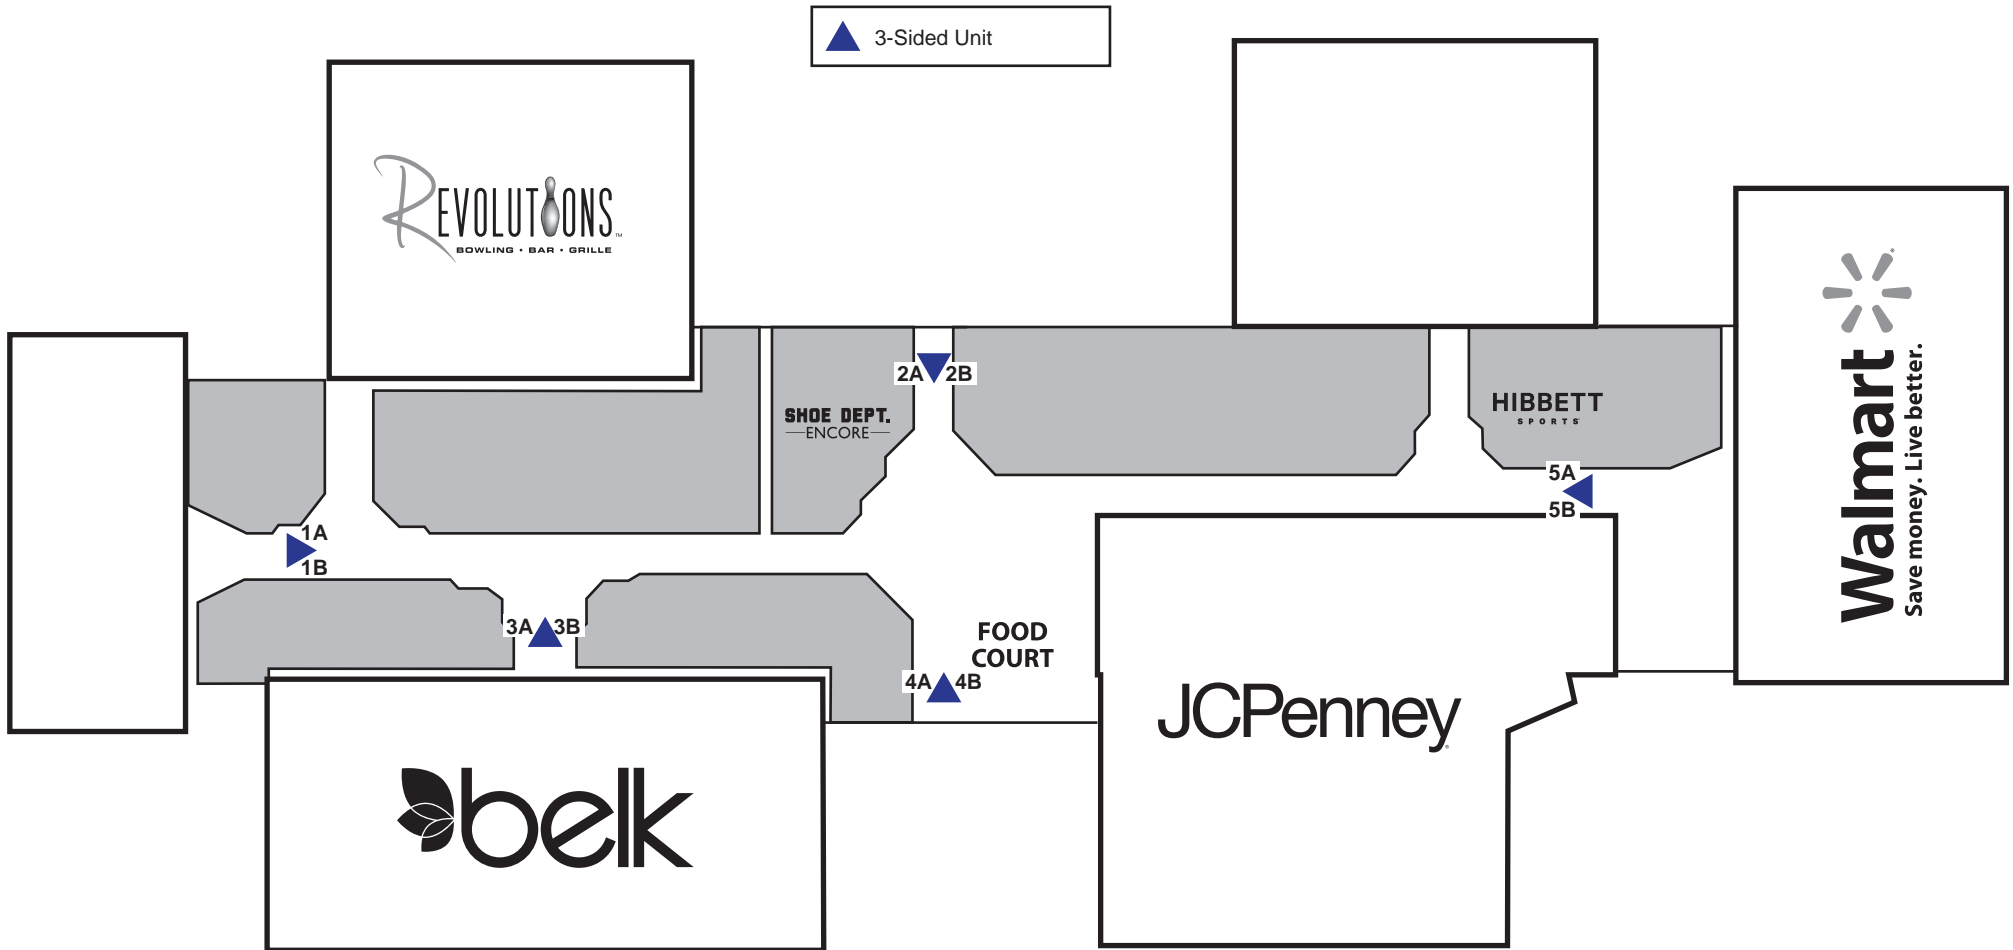 3-Sided Unit
REVOLUTIONS™
BOWLING • BAR • GRILLE
2A 2B
SHOE DEPT.
ENCORE
HIBBETT
SPORTS
Walmart
Save money. Live better.
5A
5B
1A
1B
3A 3B
FOOD
COURT
4A 4B
JCPenney
belk